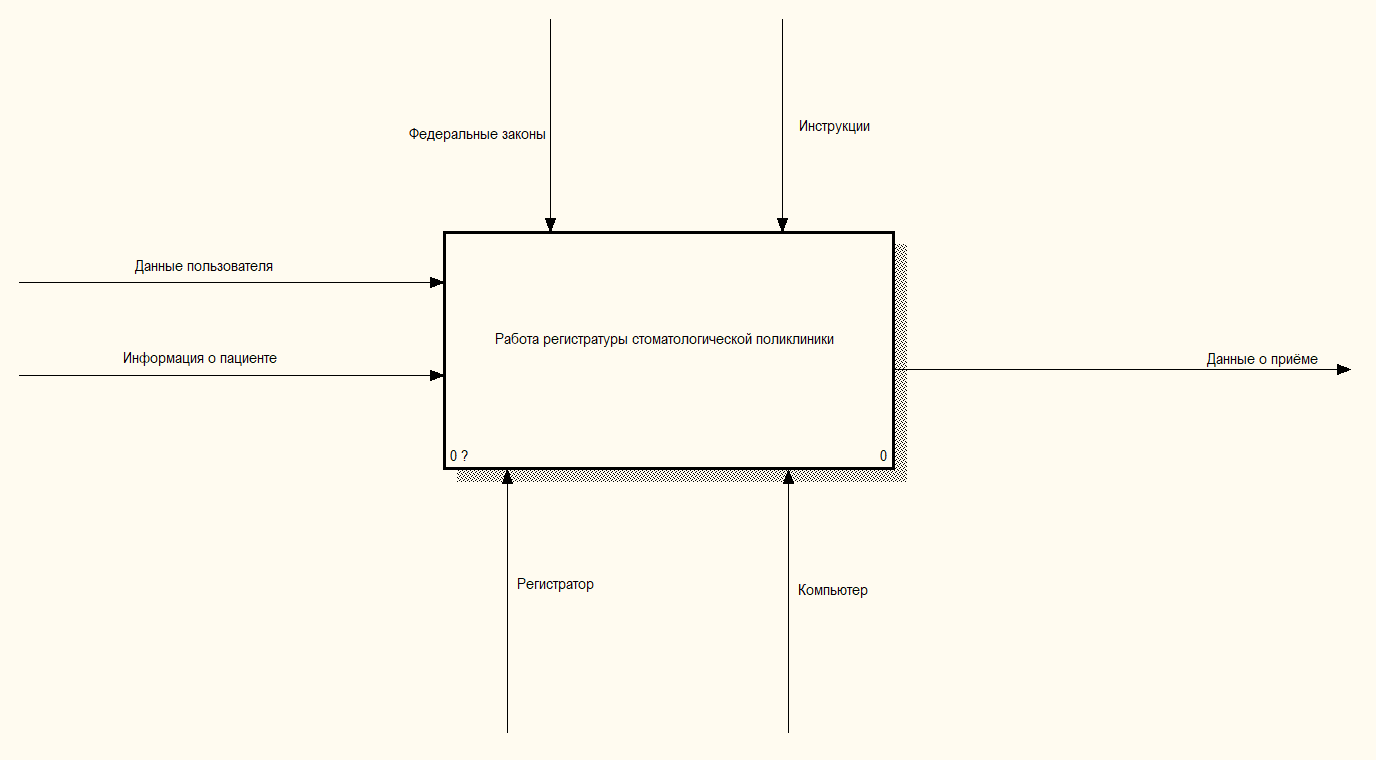 Инструкции
Федеральные законы
Данные пользователя
Работа регистратуры стоматологической поликлиники
Информация о пациенте
Данные о приёме
0 ?
0
Регистратор
Компьютер